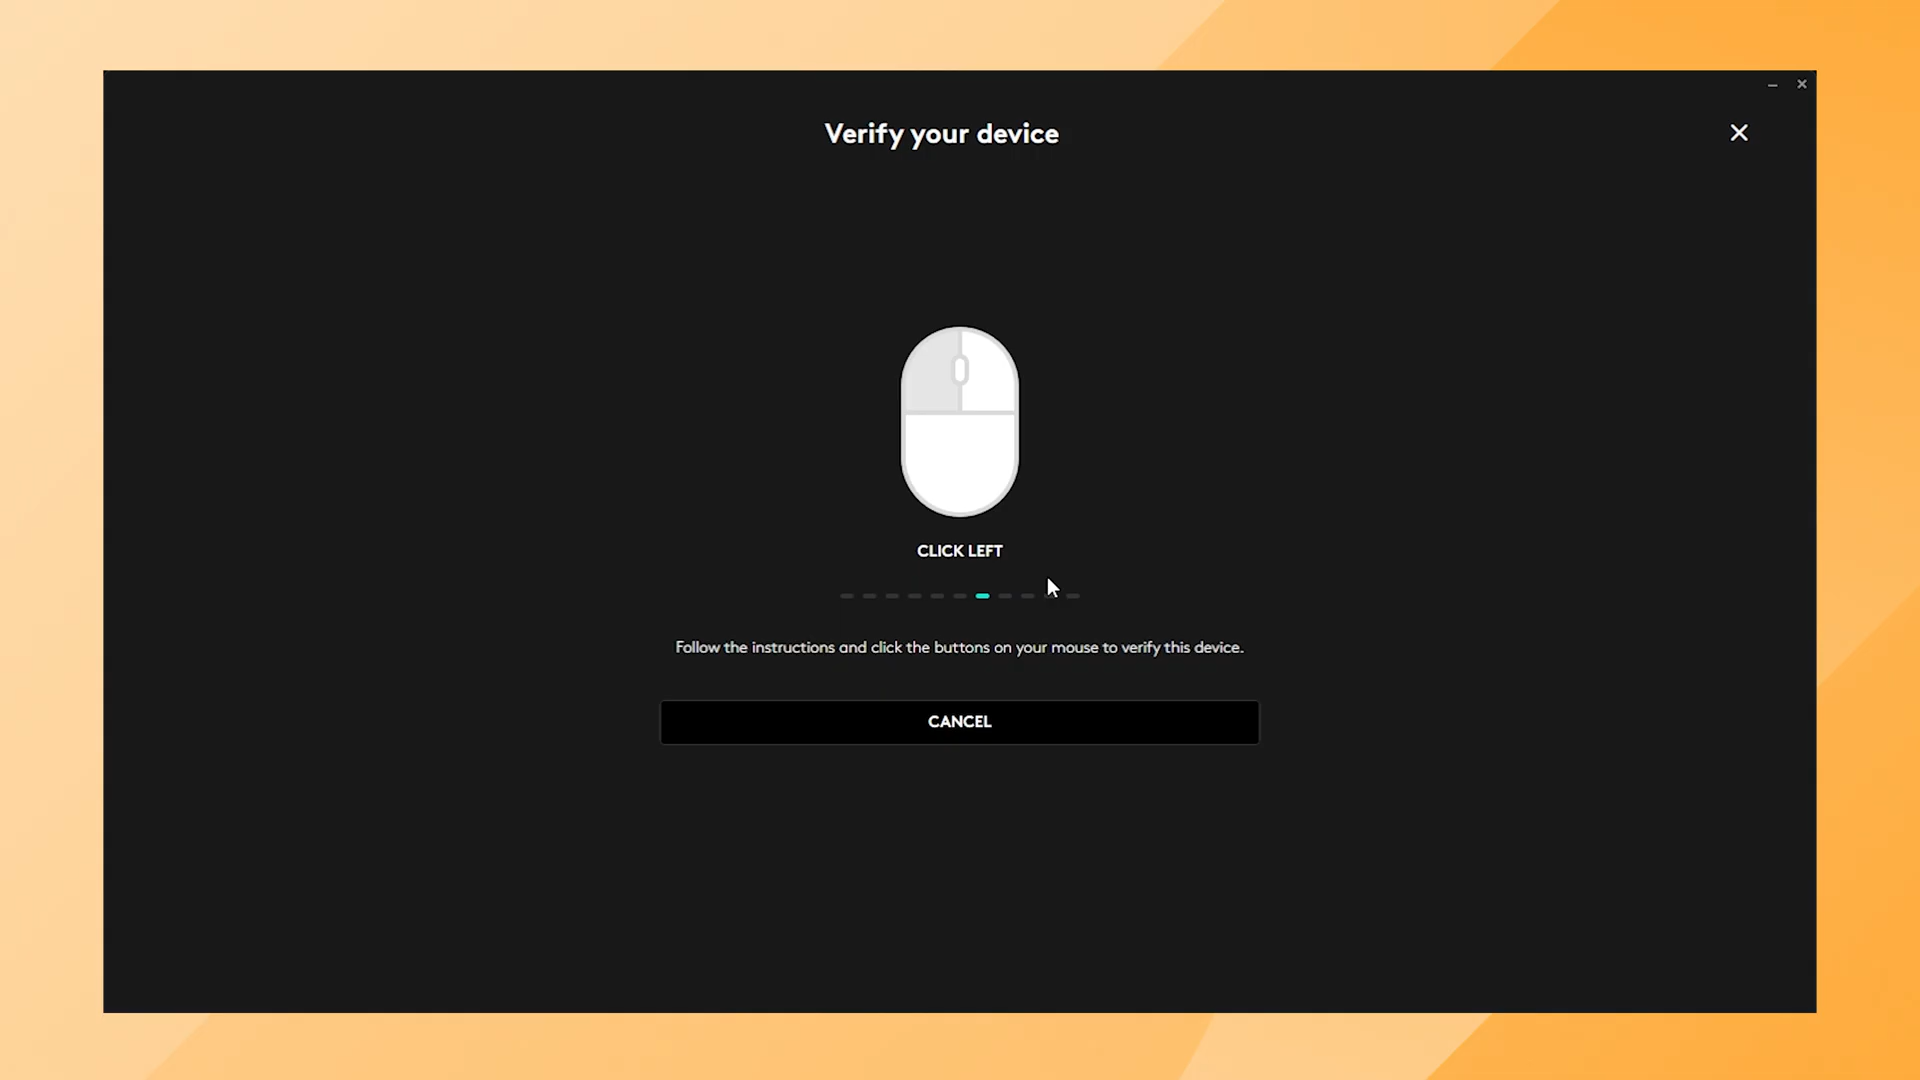 Verify your device
CLICK LEFT
Follow the instructions and click the buttons on your mouse to verify this device.
CANCEL